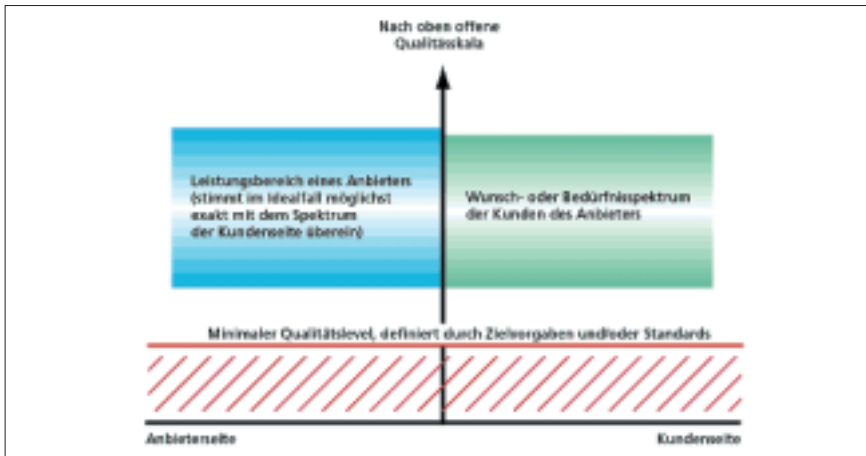 Nach oben offene
Qualitätsskala
Leistungsbereich eines Anbieters
(stimmt im Idealfall möglichst
exakt mit dem Spektrum
der Kundenseite überein)
Wunsch- oder Bedürfnisspektrum
der Kunden des Anbieters
Minimaler Qualitätslevel, definiert durch Zielvorgaben und/oder Standards
Anbieterseite
Kundenseite